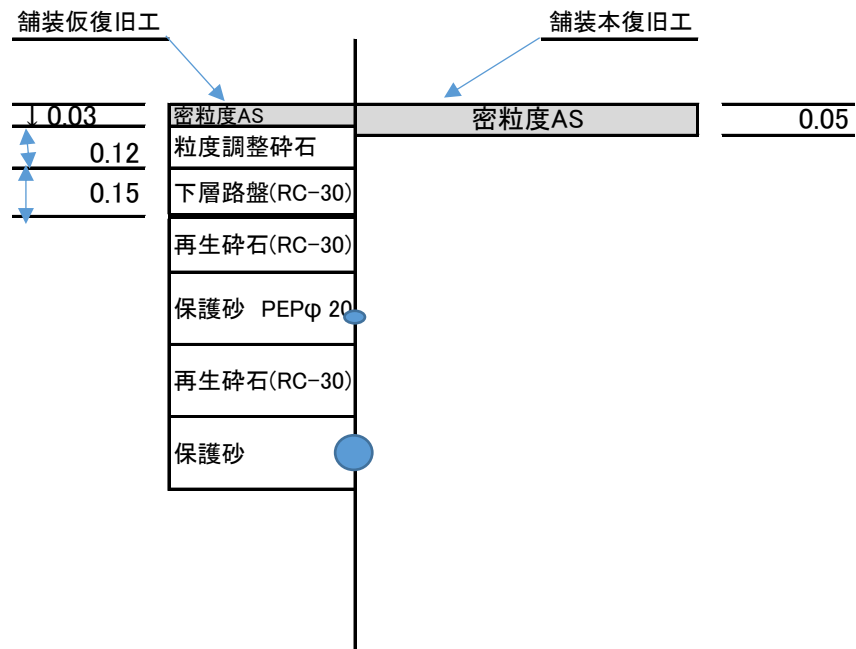 舗装仮復旧工
舗装本復旧工
↓ 0.03
密粒度AS
密粒度AS
0.05
0.12
粒度調整砕石
0.15
下層路盤(RC-30)
再生砕石(RC-30)
保護砂 PEPφ 20
再生砕石(RC-30)
保護砂